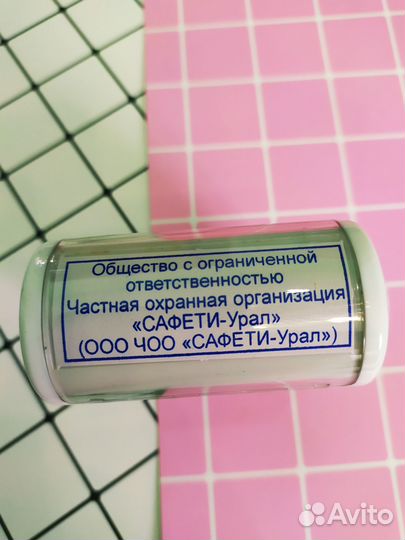 Общество с ограниченной
ответственностью
Частная охранная организация
«САФЕТИ-Урал»
(ООО ЧОО «САФЕТИ-Урал»)
Avito